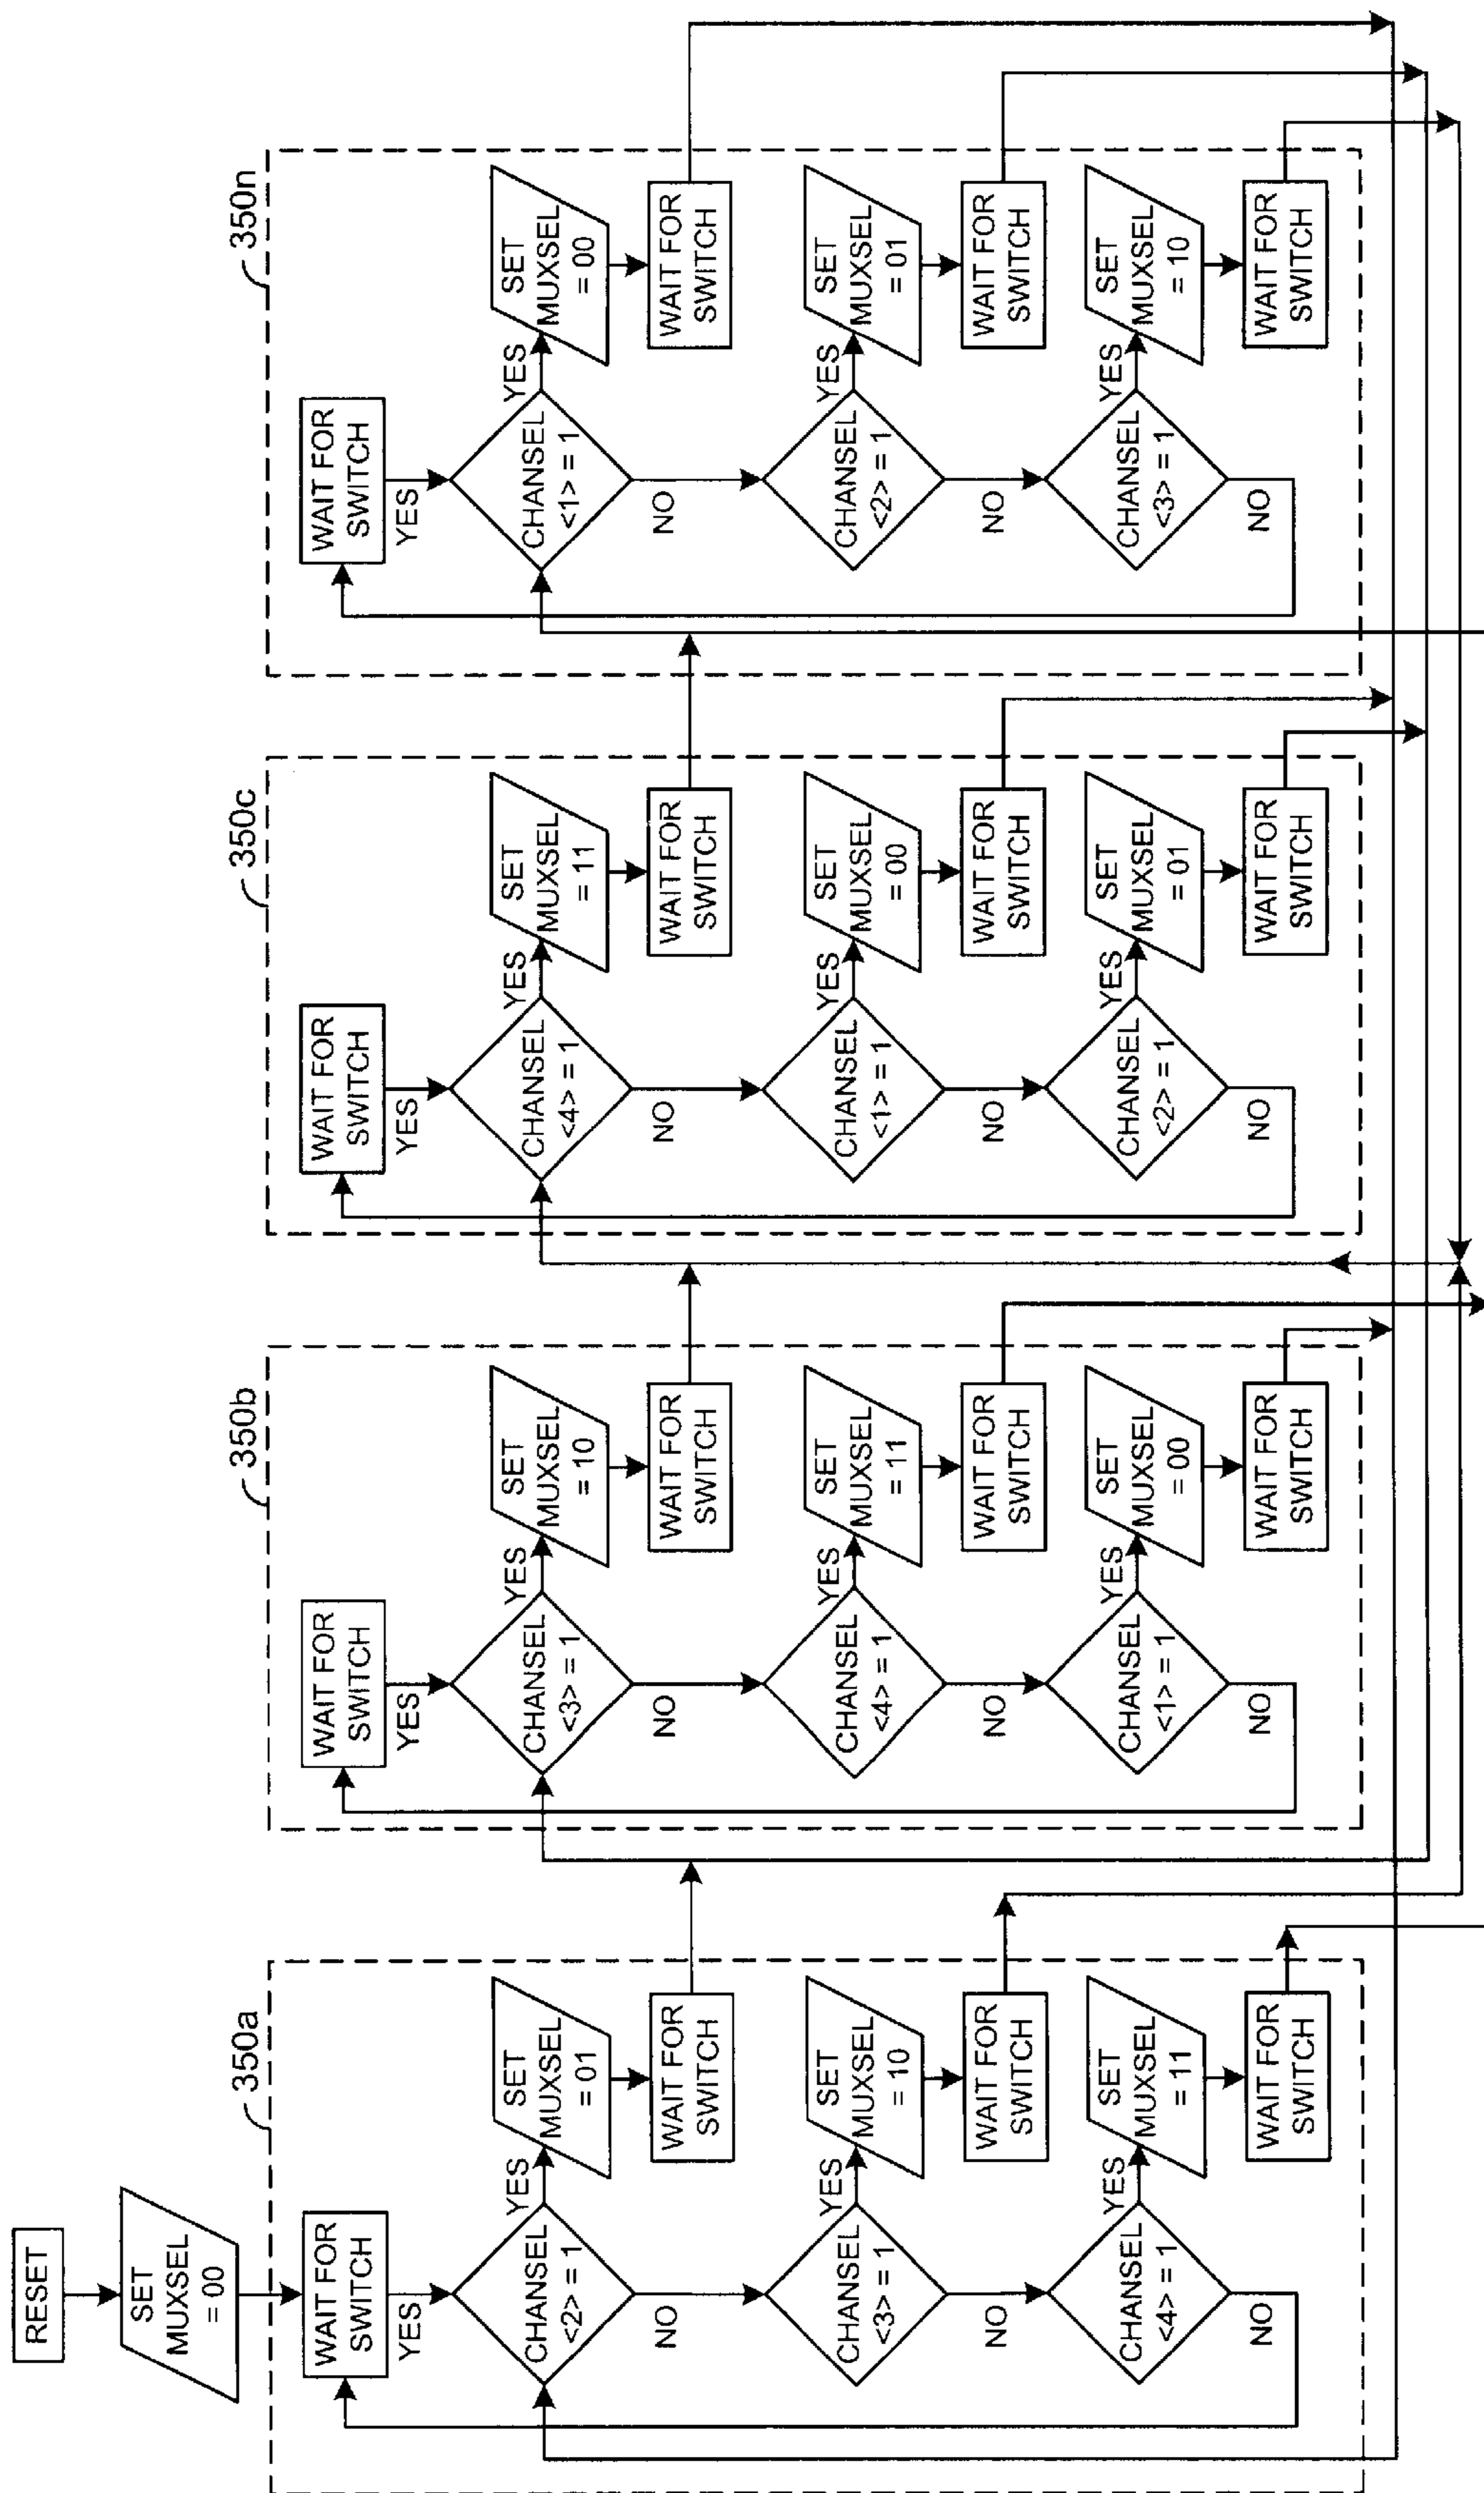 RESET
SET
MUXSEL
= 00
350a
WAIT FOR
SWITCH
YES
CHANSEL
<2> = 1
YES
SET
MUXSEL
= 01
WAIT FOR
SWITCH
NO
CHANSEL
<3> = 1
YES
SET
MUXSEL
= 10
WAIT FOR
SWITCH
NO
CHANSEL
<4> = 1
YES
SET
MUXSEL
= 11
WAIT FOR
SWITCH
NO
350b
WAIT FOR
SWITCH
YES
CHANSEL
<3> = 1
YES
SET
MUXSEL
= 10
WAIT FOR
SWITCH
NO
CHANSEL
<4> = 1
YES
SET
MUXSEL
= 11
WAIT FOR
SWITCH
NO
CHANSEL
<1> = 1
YES
SET
MUXSEL
= 00
WAIT FOR
SWITCH
NO
350c
WAIT FOR
SWITCH
YES
CHANSEL
<4> = 1
YES
SET
MUXSEL
= 11
WAIT FOR
SWITCH
NO
CHANSEL
<1> = 1
YES
SET
MUXSEL
= 00
WAIT FOR
SWITCH
NO
CHANSEL
<2> = 1
YES
SET
MUXSEL
= 01
WAIT FOR
SWITCH
NO
350n
WAIT FOR
SWITCH
YES
CHANSEL
<1> = 1
YES
SET
MUXSEL
= 00
WAIT FOR
SWITCH
NO
CHANSEL
<2> = 1
YES
SET
MUXSEL
= 01
WAIT FOR
SWITCH
NO
CHANSEL
<3> = 1
YES
SET
MUXSEL
= 10
WAIT FOR
SWITCH
NO